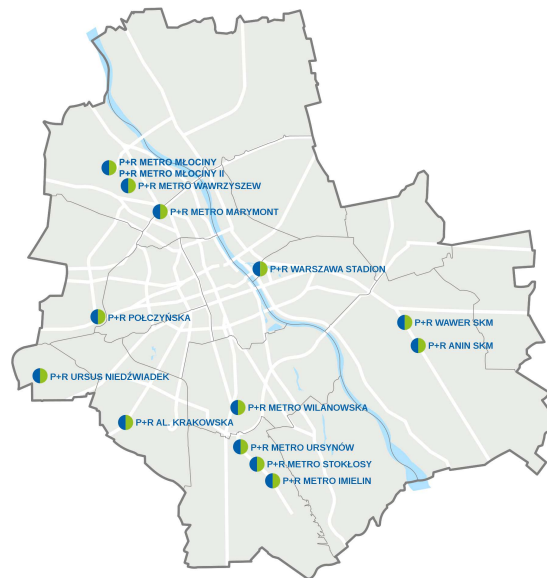 P+R METRO MŁOCINY
P+R METRO MŁOCINY II
P+R METRO WAWRZYSZEW
P+R METRO MARYMONT
P+R WARSZAWA STADION
P+R POŁCZYŃSKA
P+R WAWER SKM
P+R ANIN SKM
P+R URSUS NIEDŹWIADEK
P+R METRO WILANOWSKA
P+R AL. KRAKOWSKA
P+R METRO URSYNÓW
P+R METRO STOKŁOSY
P+R METRO IMIELIN